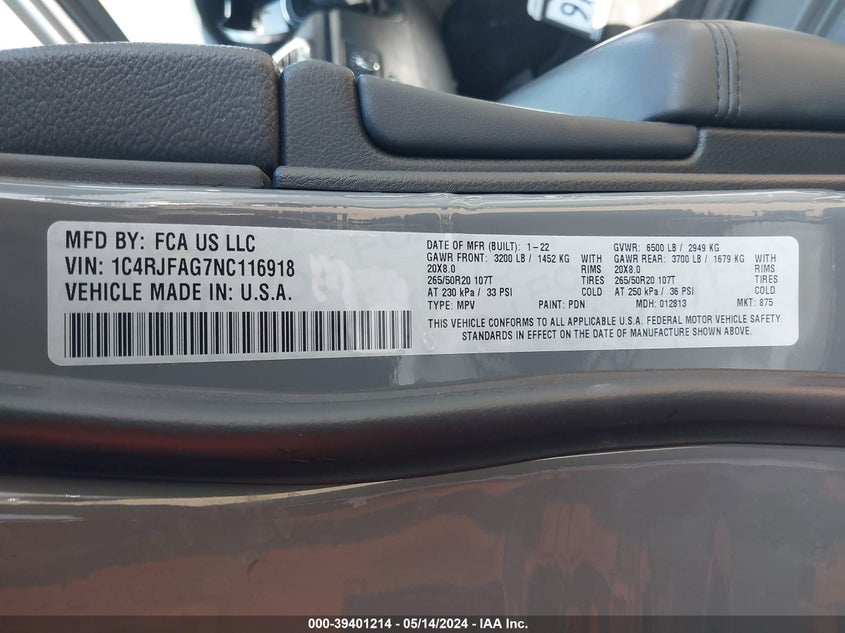 MFD BY: FCA US LLC
VIN: 1C4RJFAG7NC116918
VEHICLE MADE IN: U.S.A.
DATE OF MFR (BUILT): 1-22 GVWR: 6500 LB / 2949 KG
GAWR FRONT: 3200 LB / 1452 KG WITH GAWR REAR: 3700 LB / 1679 KG WITH
20X8.0 RIMS 20X8.0 RIMS
265/50R20 107T TIRES 265/50R20 107T TIRES
AT 230 kPa / 33 PSI COLD AT 250 kPa / 36 PSI COLD
TYPE: MPV PAINT: PDN MDH: 012813 MKT: 875
THIS VEHICLE CONFORMS TO ALL APPLICABLE U.S.A. FEDERAL MOTOR VEHICLE SAFETY
STANDARDS IN EFFECT ON THE DATE OF MANUFACTURE SHOWN ABOVE.
000-39401214 - 05/14/2024 - IAA Inc.